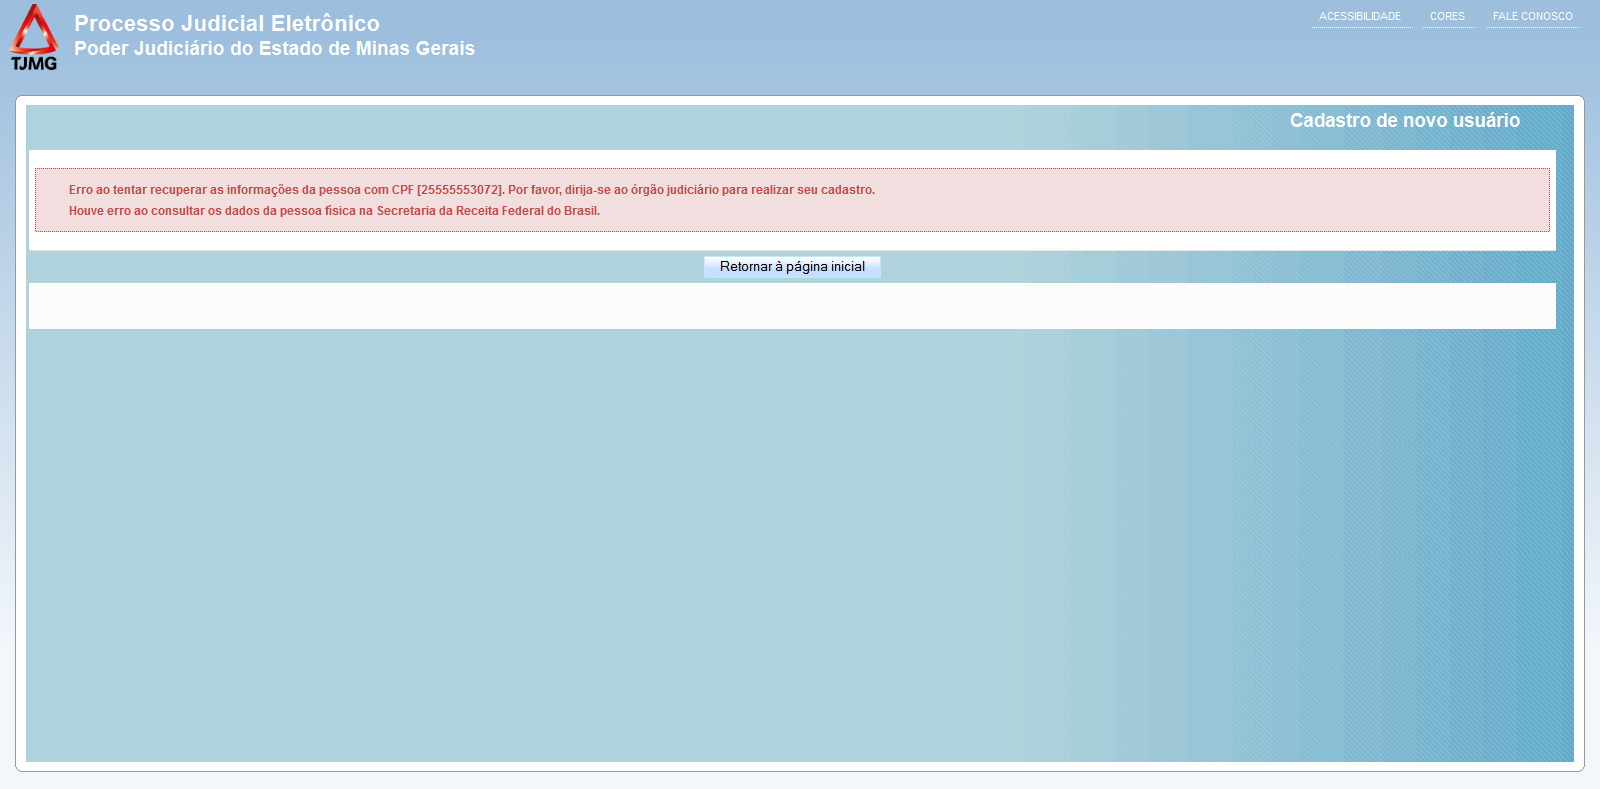 Processo Judicial Eletrônico
Poder Judiciário do Estado de Minas Gerais
TJMG
ACESSIBILIDADE CORES FALE CONOSCO
Cadastro de novo usuário
Erro ao tentar recuperar as informações da pessoa com CPF [25555553072]. Por favor, dirija-se ao órgão judiciário para realizar seu cadastro.
Houve erro ao consultar os dados da pessoa física na Secretaria da Receita Federal do Brasil.
Retornar à página inicial